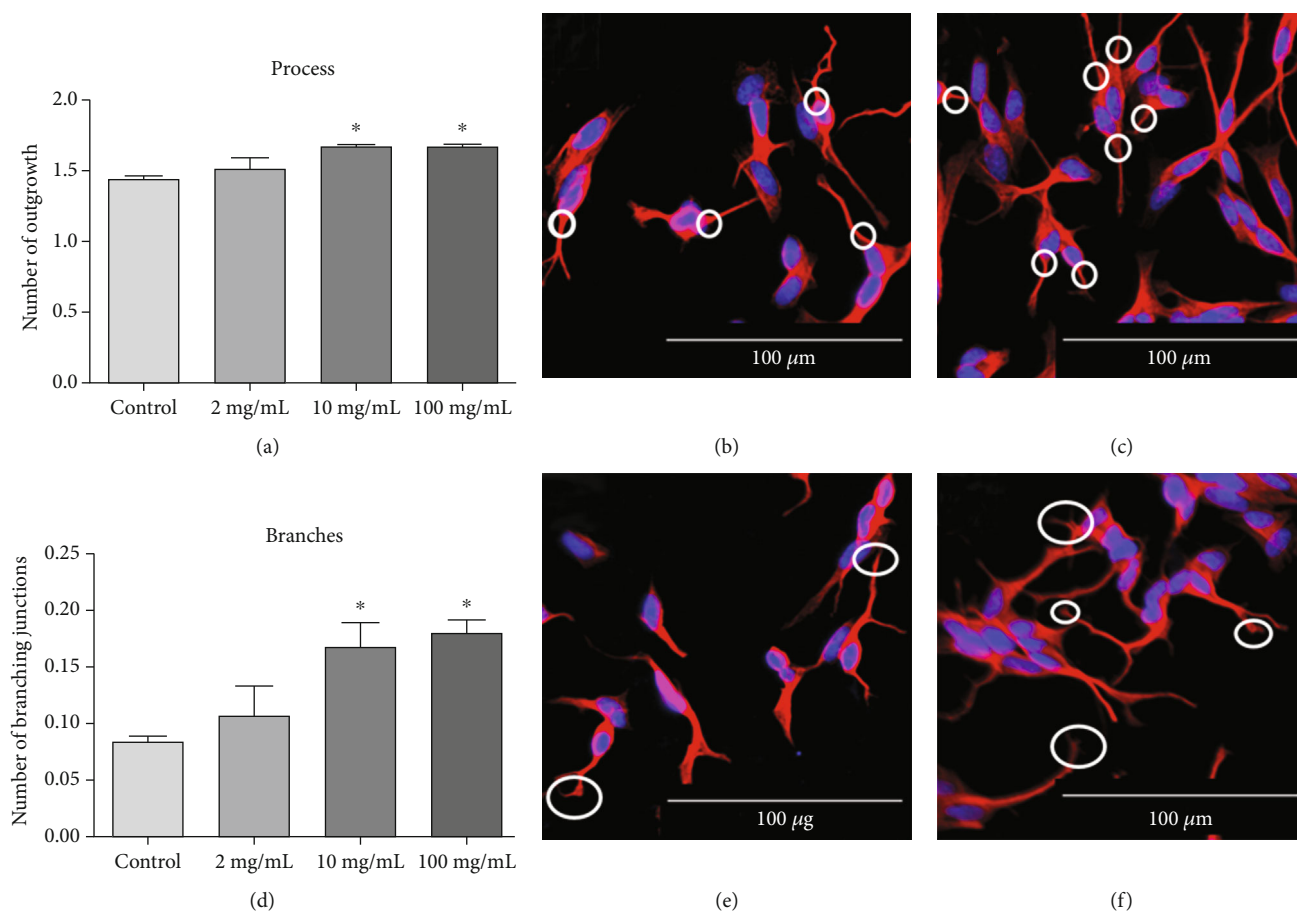 Process
Number of outgrowth
2.0
1.5
1.0
0.5
0.0
*
*
Control
2 mg/mL
10 mg/mL
100 mg/mL
(a)
100 μm
(b)
100 μm
(c)
Branches
Number of branching junctions
0.25
0.20
0.15
0.10
0.05
0.00
*
*
Control
2 mg/mL
10 mg/mL
100 mg/mL
(d)
100 μg
(e)
100 μm
(f)